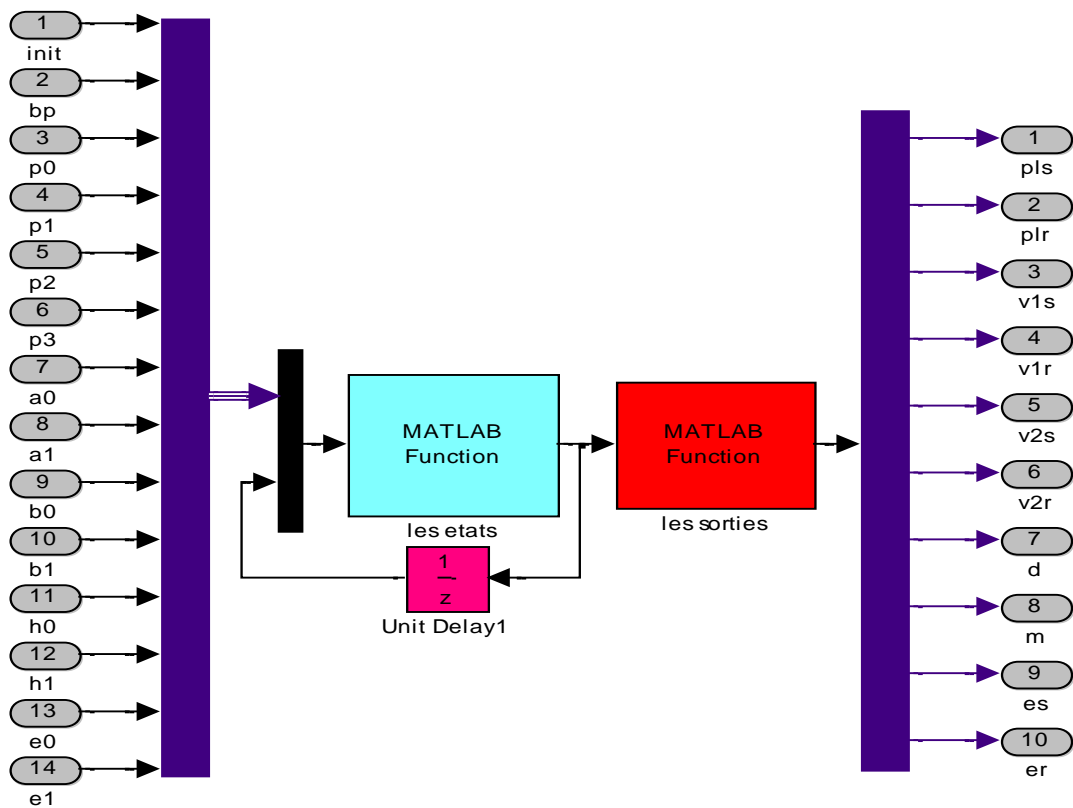 1
init
2
bp
3
p0
4
p1
5
p2
6
p3
7
a0
8
a1
9
b0
10
b1
11
h0
12
h1
13
e0
14
e1
MATLAB
Function
les etats
1
z
Unit Delay1
MATLAB
Function
les sorties
1
pls
2
plr
3
v1s
4
v1r
5
v2s
6
v2r
7
d
8
m
9
es
10
er